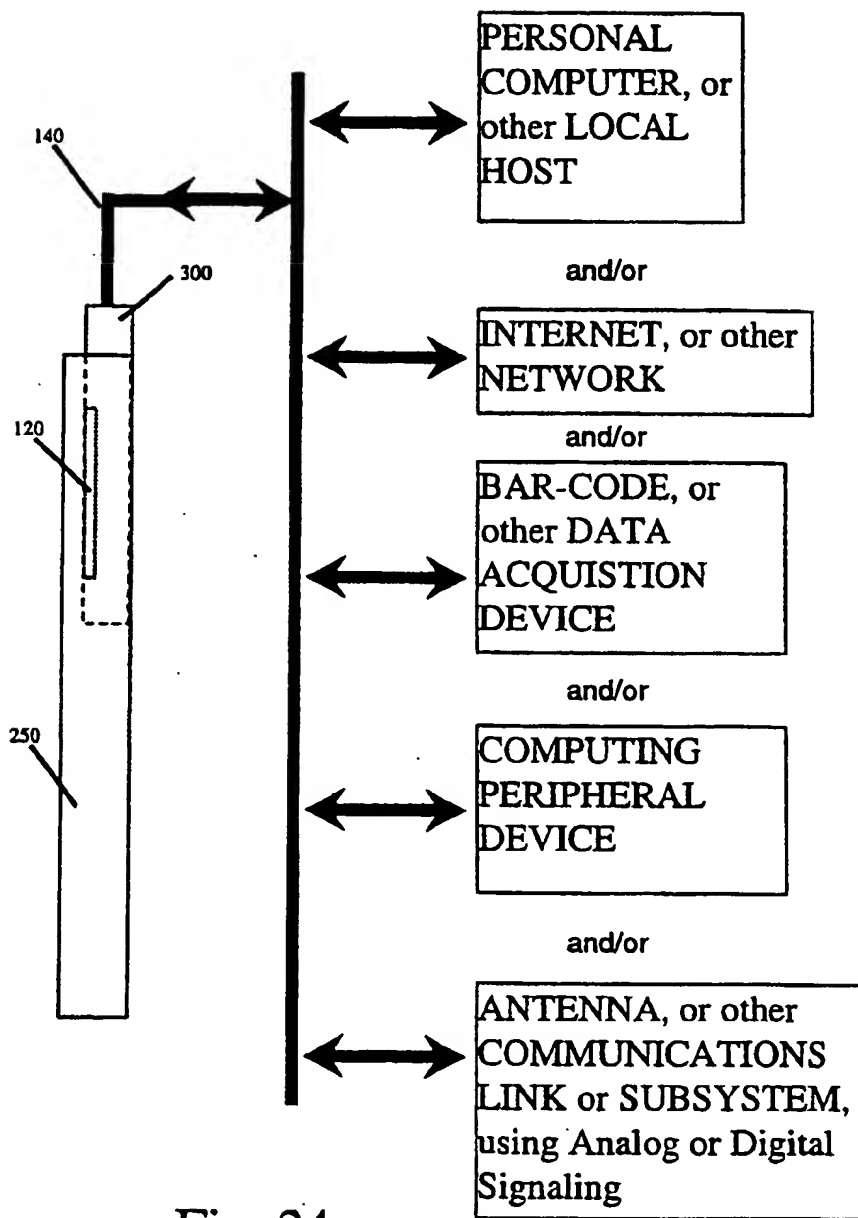 PERSONAL
COMPUTER, or
other LOCAL
HOST
140
and/or
300
INTERNET, or other
NETWORK
and/or
120
BAR-CODE, or
other DATA
ACQUISTION
DEVICE
and/or
250
COMPUTING
PERIPHERAL
DEVICE
and/or
ANTENNA, or other
COMMUNICATIONS
LINK or SUBSYSTEM,
using Analog or Digital
Signaling